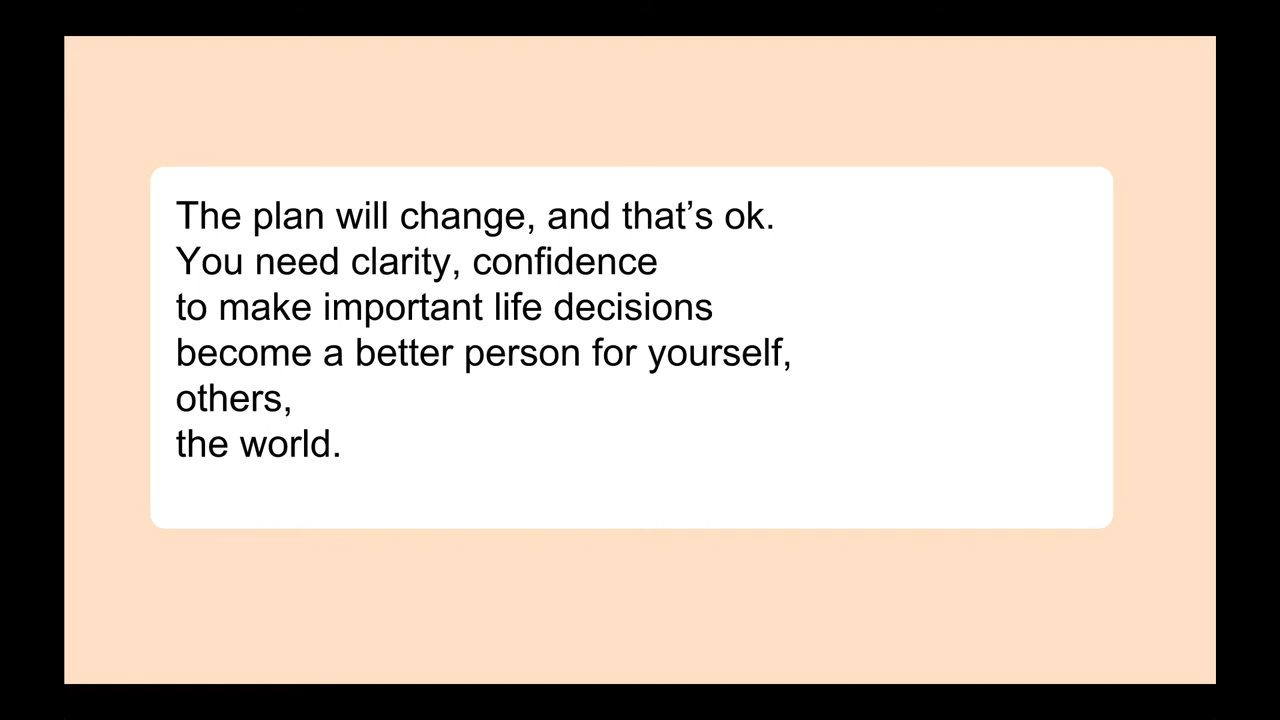 The plan will change, and that’s ok.
You need clarity, confidence
to make important life decisions
become a better person for yourself,
others,
the world.